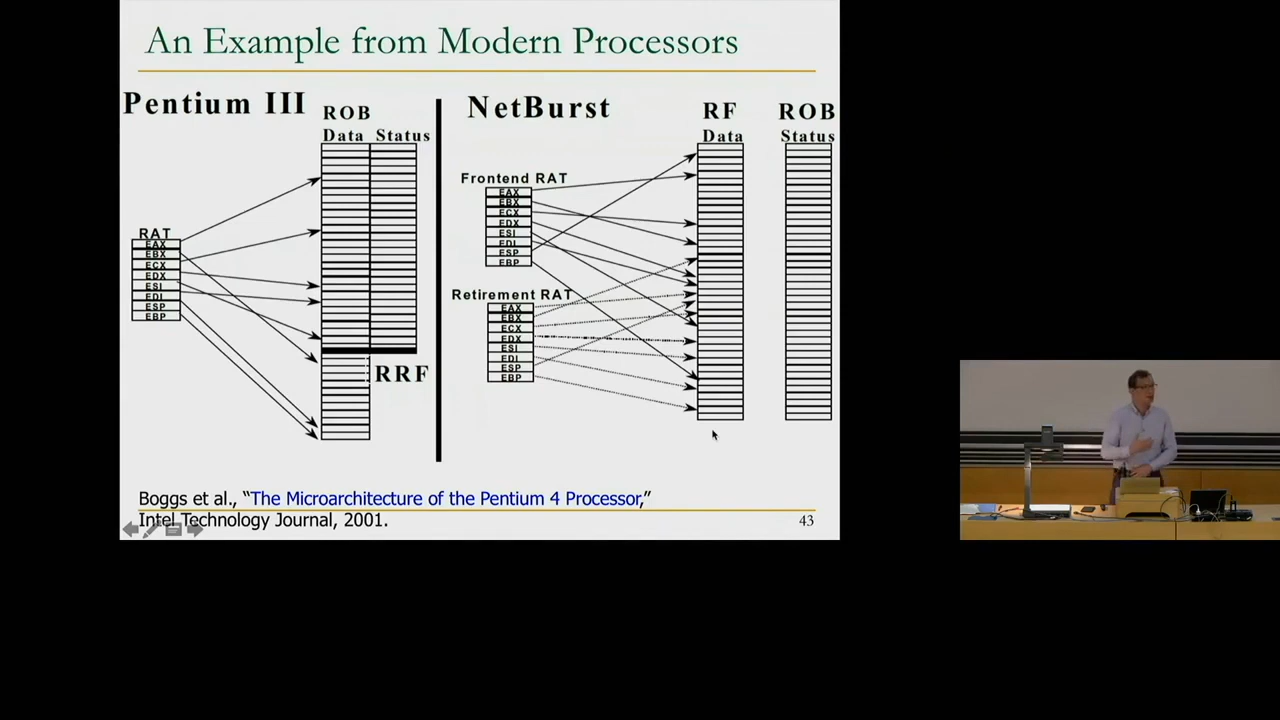 An Example from Modern Processors
Pentium III
ROB
Data Status
RAT
EAX
EBX
ECX
EDX
ESI
EDI
ESP
EBP
RRF
NetBurst
RF
Data
ROB
Status
Frontend RAT
EAX
EBX
ECX
EDX
ESI
EDI
ESP
EBP
Retirement RAT
EAX
EBX
ECX
EDX
ESI
EDI
ESP
EBP
Boggs et al., “The Microarchitecture of the Pentium 4 Processor,”
Intel Technology Journal, 2001.
43